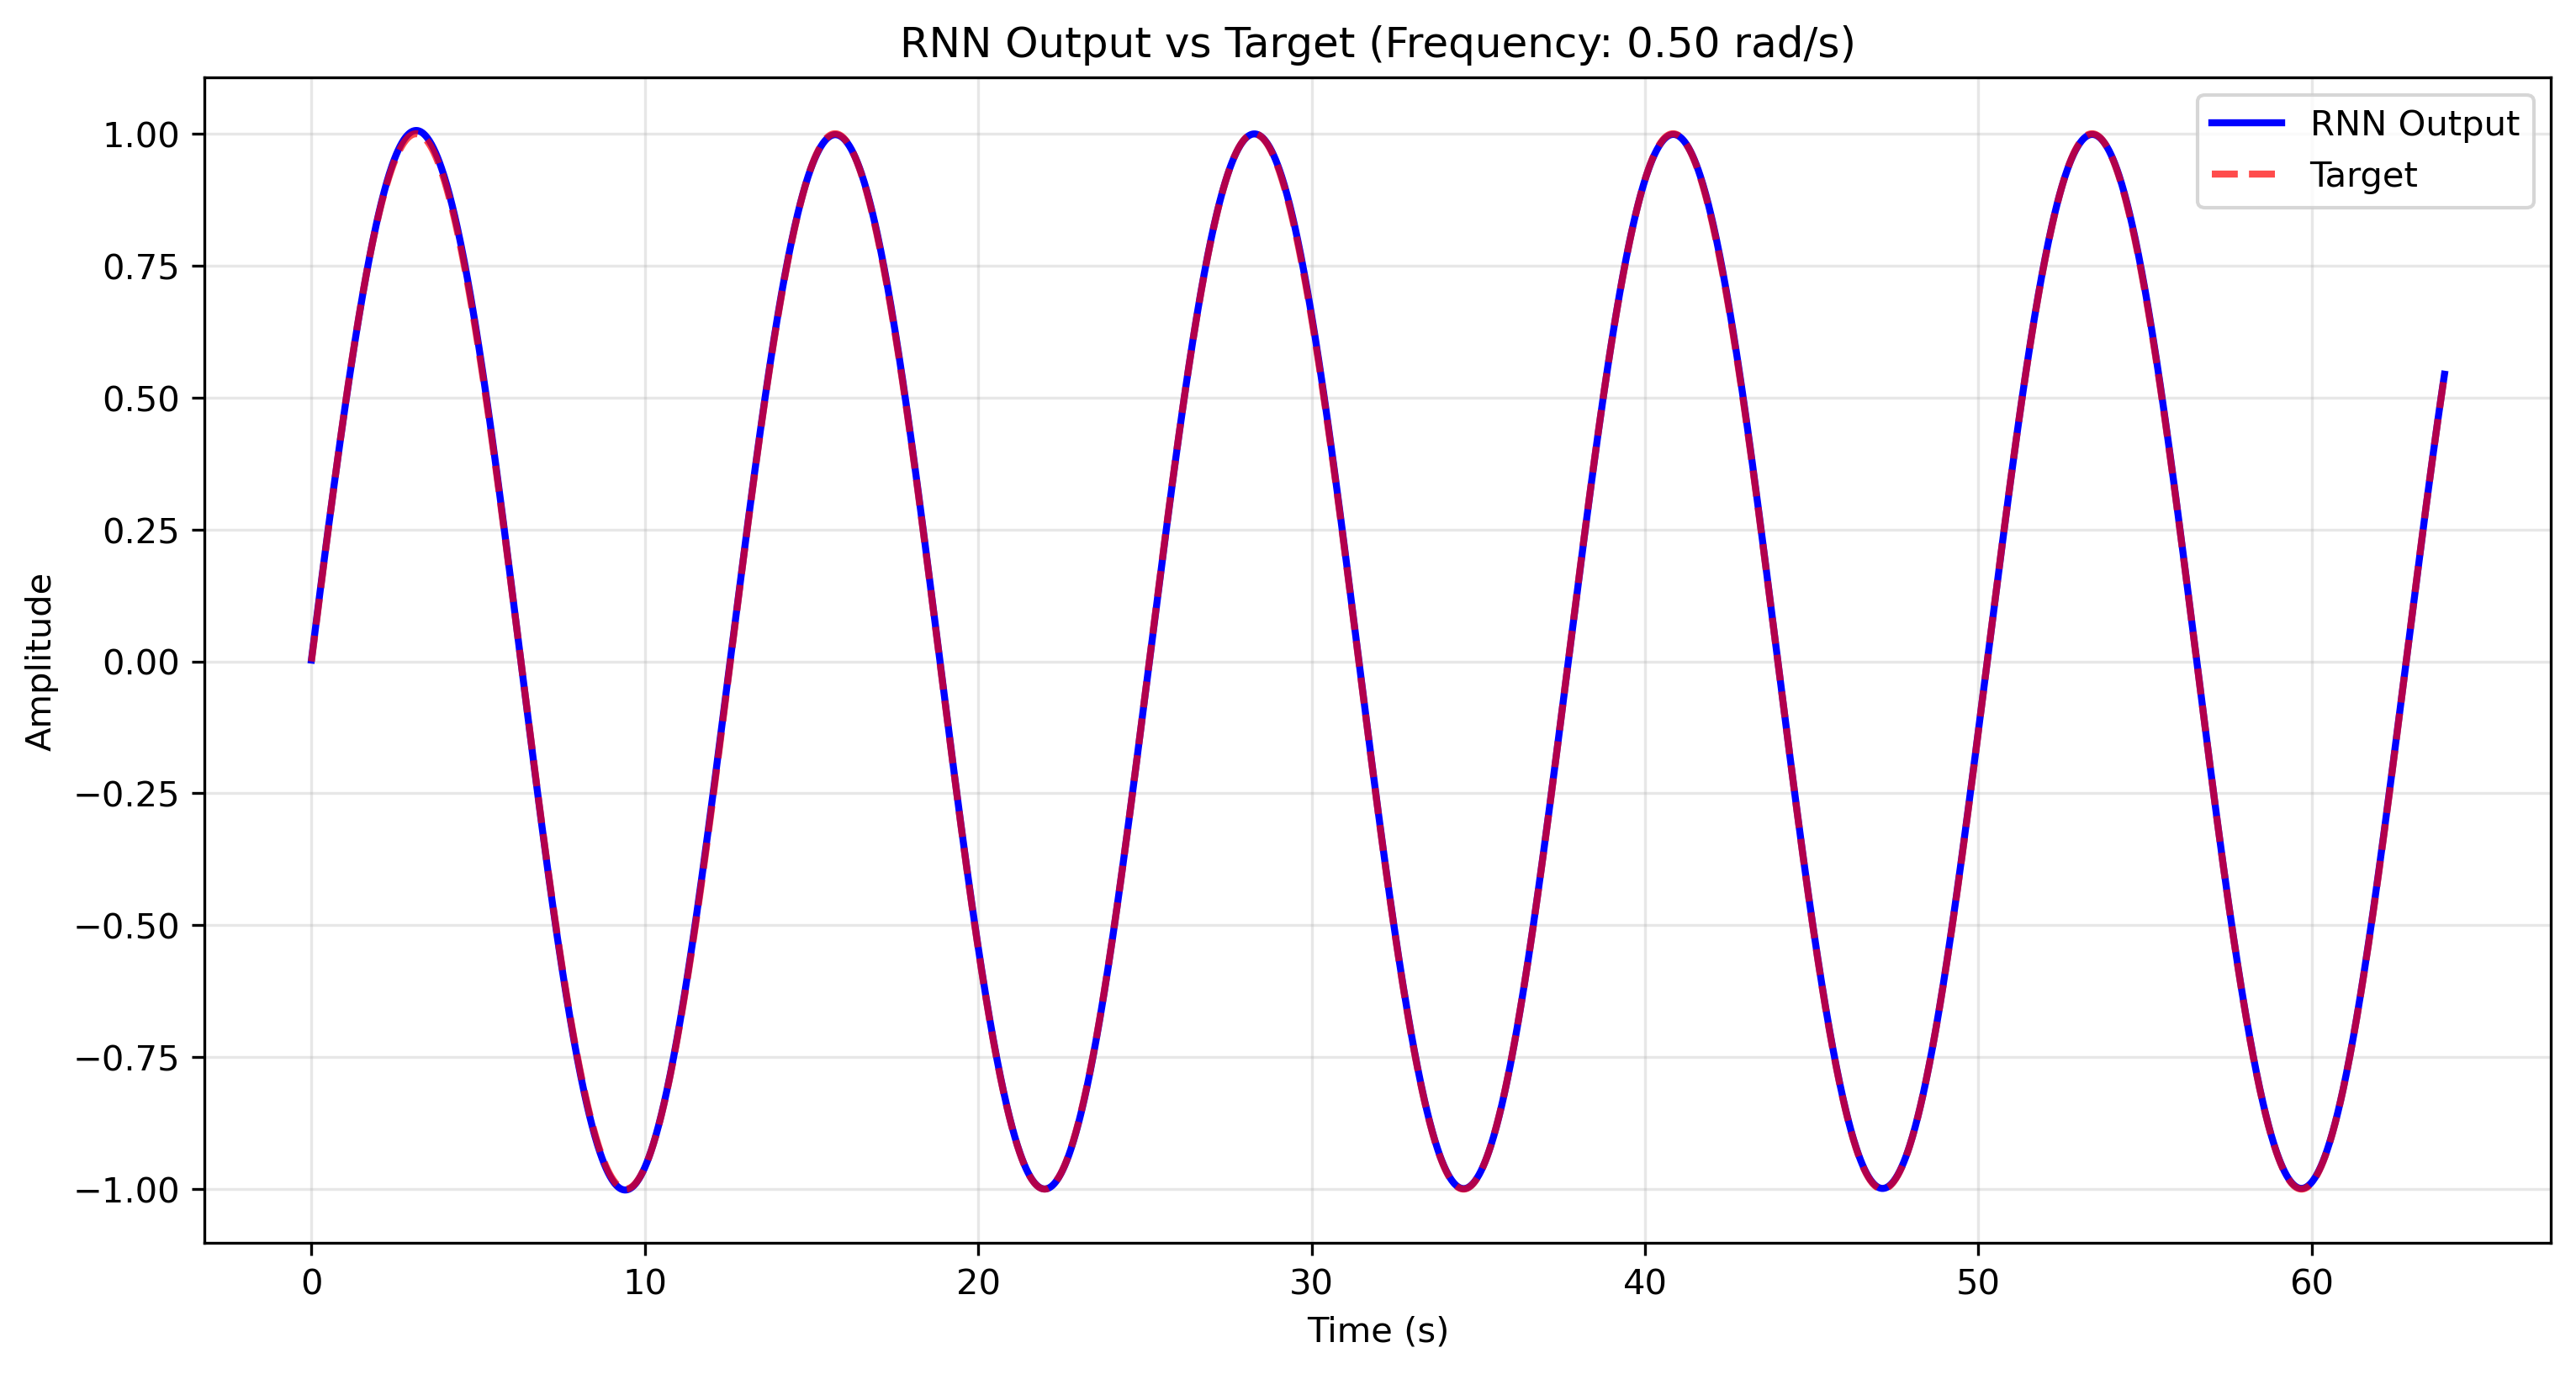 RNN Output vs Target (Frequency: 0.50 rad/s)
RNN Output
Target
1.00
0.75
0.50
0.25
0.00
−0.25
−0.50
−0.75
−1.00
Amplitude
0 10 20 30 40 50 60
Time (s)